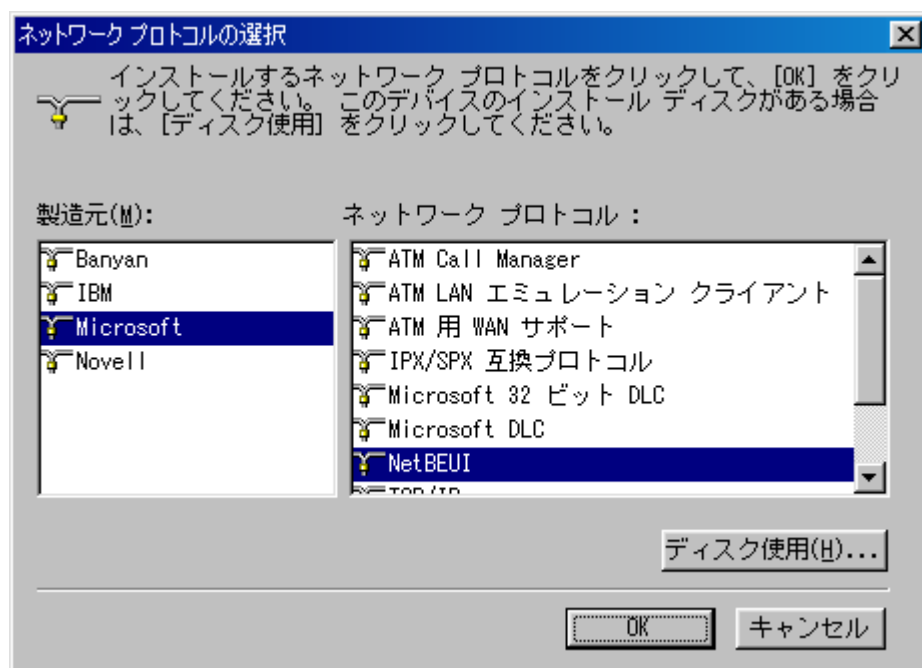 ネットワーク プロトコルの選択
インストールするネットワーク プロトコルをクリックして、[OK] をクリ
ックしてください。 このデバイスのインストール ディスクがある場合
は、[ディスク使用] をクリックしてください。
製造元(M):
Banyan
IBM
Microsoft
Novell
ネットワーク プロトコル :
ATM Call Manager
ATM LAN エミュレーション クライアント
ATM 用 WAN サポート
IPX/SPX 互換プロトコル
Microsoft 32 ビット DLC
Microsoft DLC
NetBEUI
TCP/IP
ディスク使用(H)...
OK
キャンセル